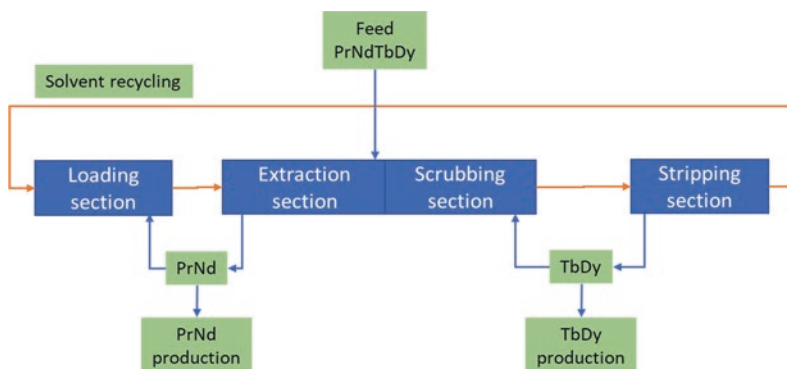 Feed
PrNdTbDy
Solvent recycling
Loading
section
Extraction
section
Scrubbing
section
Stripping
section
PrNd
TbDy
PrNd
production
TbDy
production